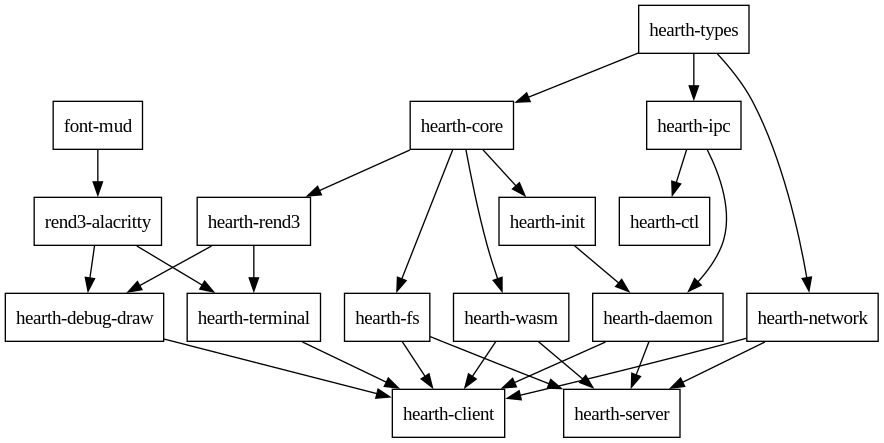 hearth-types
font-mud
hearth-core
hearth-ipc
rend3-alacritty
hearth-rend3
hearth-init
hearth-ctl
hearth-debug-draw
hearth-terminal
hearth-fs
hearth-wasm
hearth-daemon
hearth-network
hearth-client
hearth-server